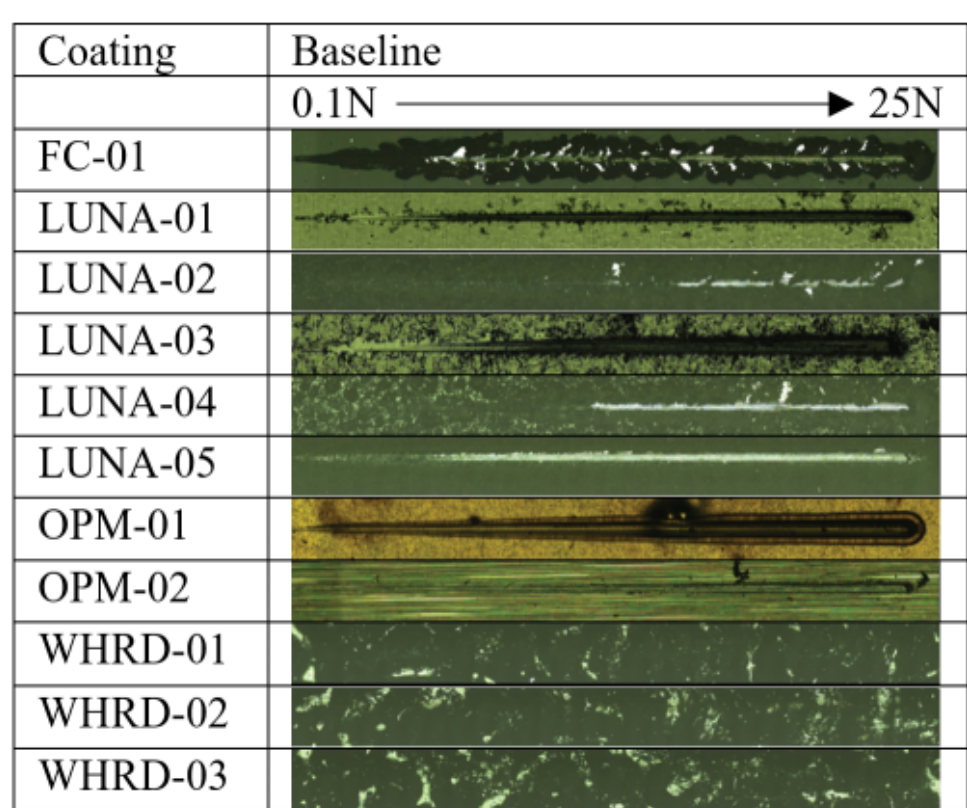 Coating Baseline
0.1N 25N
FC-01
LUNA-01
LUNA-02
LUNA-03
LUNA-04
LUNA-05
OPM-01
OPM-02
WHRD-01
WHRD-02
WHRD-03